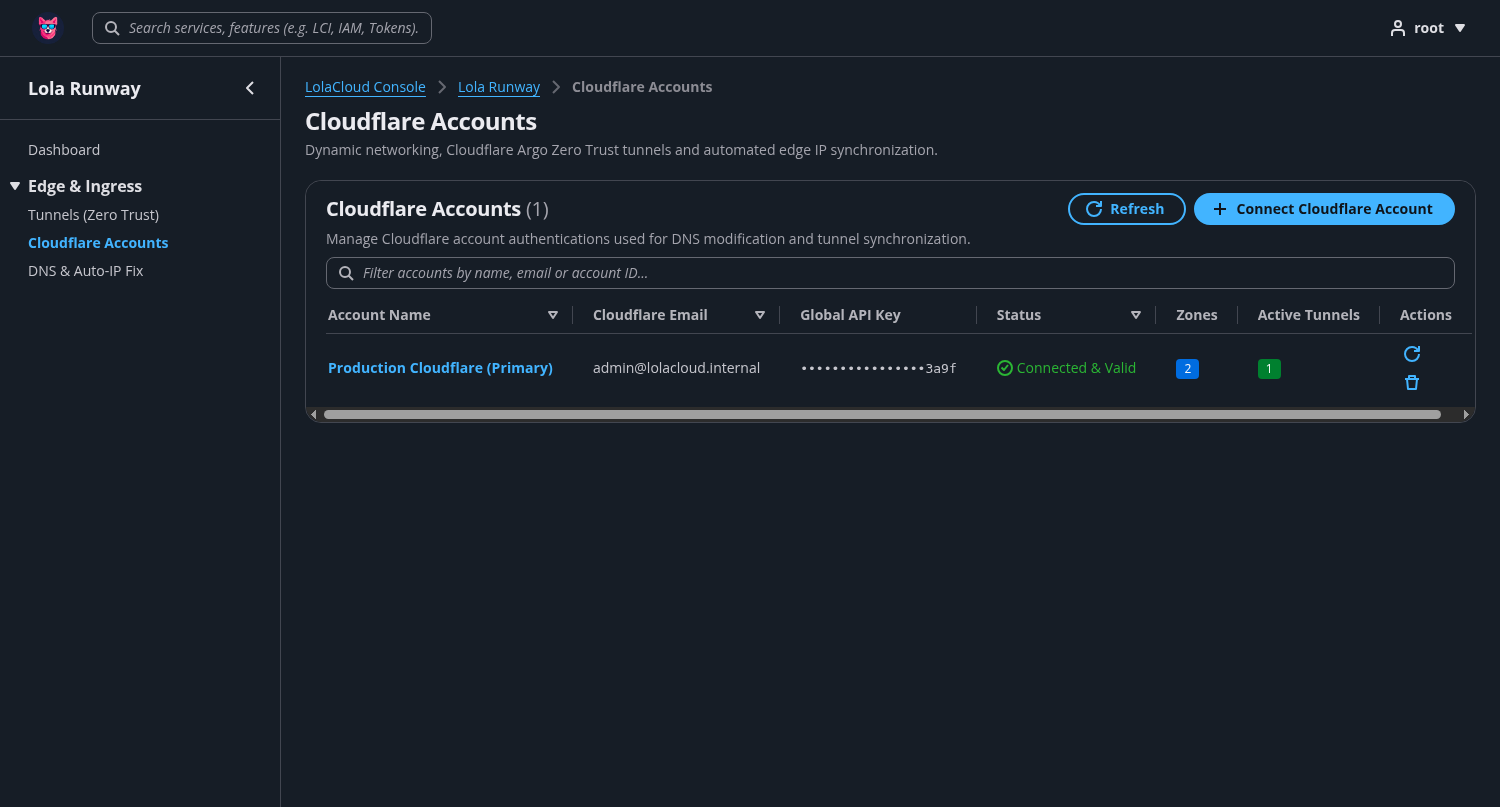 Search services, features (e.g. LCI, IAM, Tokens).
root
Lola Runway
Dashboard
Edge & Ingress
Tunnels (Zero Trust)
Cloudflare Accounts
DNS & Auto-IP Fix
LolaCloud Console
Lola Runway
Cloudflare Accounts
Cloudflare Accounts
Dynamic networking, Cloudflare Argo Zero Trust tunnels and automated edge IP synchronization.
Cloudflare Accounts (1)
Refresh
Connect Cloudflare Account
Manage Cloudflare account authentications used for DNS modification and tunnel synchronization.
Filter accounts by name, email or account ID...
Account Name Cloudflare Email Global API Key Status Zones Active Tunnels Actions
Production Cloudflare (Primary) admin@lolacloud.internal ••••••••••••••••3a9f Connected & Valid 2 1